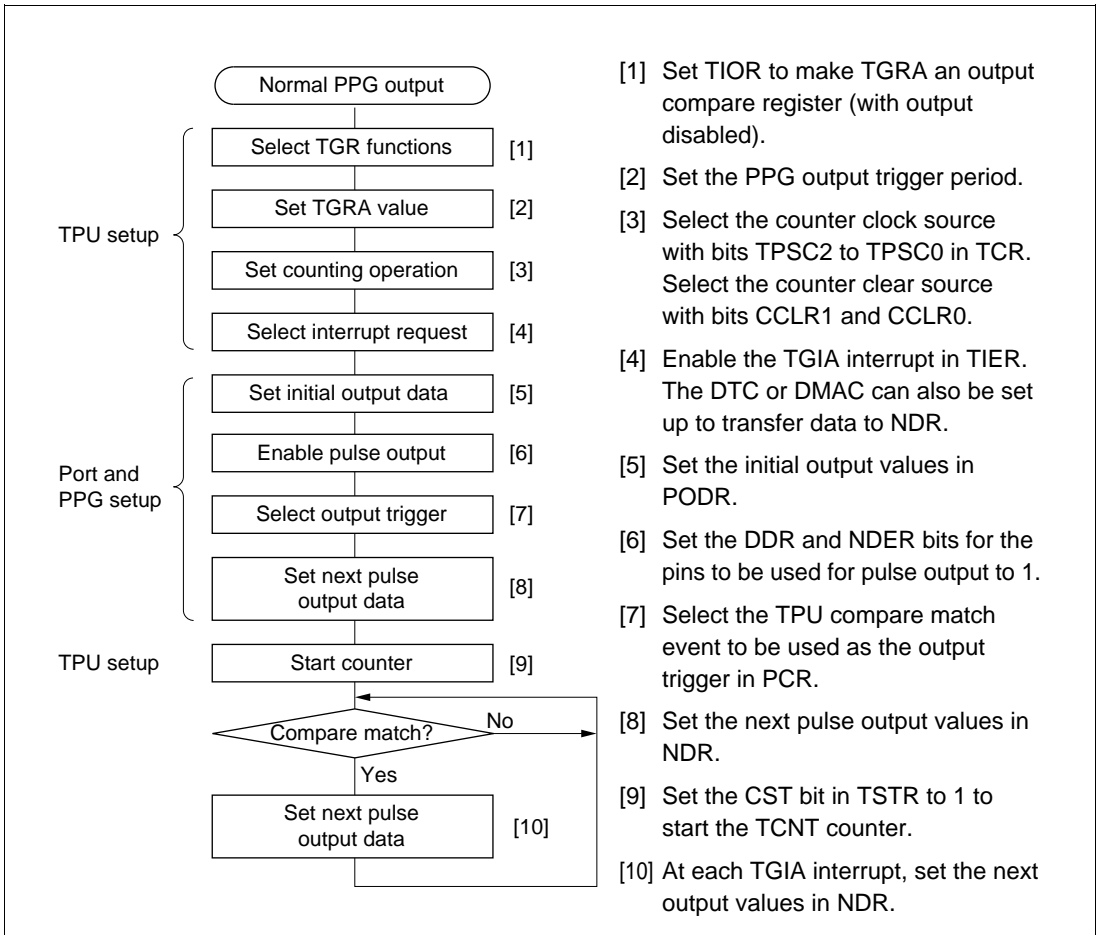 Normal PPG output
TPU setup
Select TGR functions [1]
Set TGRA value [2]
Set counting operation [3]
Select interrupt request [4]
Port and
PPG setup
Set initial output data [5]
Enable pulse output [6]
Select output trigger [7]
Set next pulse
output data [8]
TPU setup
Start counter [9]
Compare match?
No
Yes
Set next pulse
output data [10]
[1] Set TIOR to make TGRA an output
compare register (with output
disabled).
[2] Set the PPG output trigger period.
[3] Select the counter clock source
with bits TPSC2 to TPSC0 in TCR.
Select the counter clear source
with bits CCLR1 and CCLR0.
[4] Enable the TGIA interrupt in TIER.
The DTC or DMAC can also be set
up to transfer data to NDR.
[5] Set the initial output values in
PODR.
[6] Set the DDR and NDER bits for the
pins to be used for pulse output to 1.
[7] Select the TPU compare match
event to be used as the output
trigger in PCR.
[8] Set the next pulse output values in
NDR.
[9] Set the CST bit in TSTR to 1 to
start the TCNT counter.
[10] At each TGIA interrupt, set the next
output values in NDR.